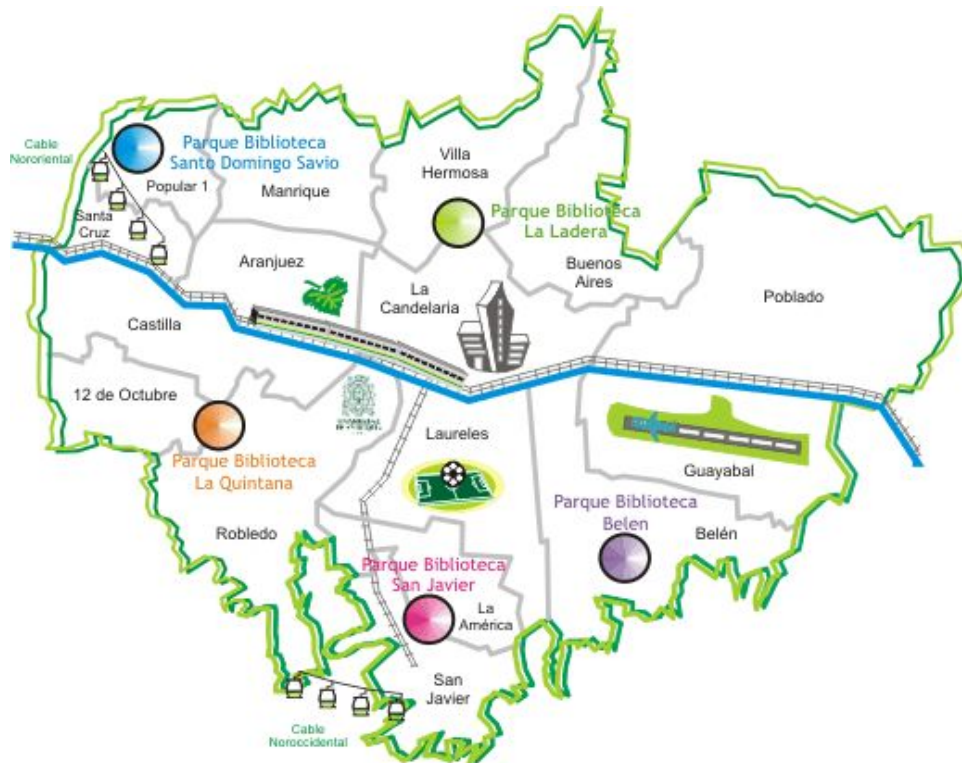 Cable
Nororiental
Parque Biblioteca
Santo Domingo Savio
Popular 1
Santa
Cruz
Manrique
Villa
Hermosa
Parque Biblioteca
La Ladera
Buenos
Aires
Aranjuez
La
Candelaria
Poblado
Castilla
12 de Octubre
Parque Biblioteca
La Quintana
Laureles
Guayabal
Robledo
Parque Biblioteca
Belen
Belén
Parque Biblioteca
San Javier
La
América
San
Javier
Cable
Noroccidental